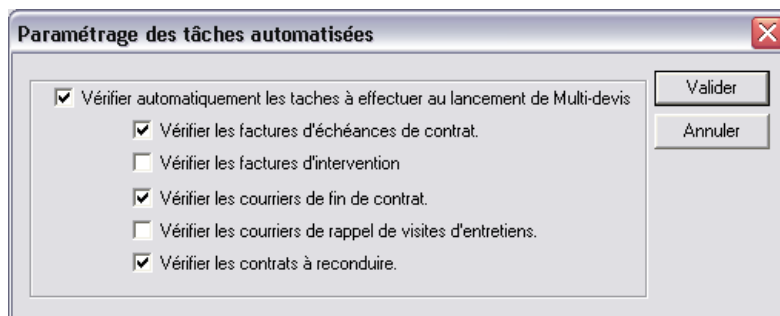 Paramétrage des tâches automatisées
Vérifier automatiquement les taches à effectuer au lancement de Multi-devis
Valider
Vérifier les factures d'échéances de contrat.
Annuler
Vérifier les factures d'intervention
Vérifier les courriers de fin de contrat.
Vérifier les courriers de rappel de visites d'entretiens.
Vérifier les contrats à reconduire.